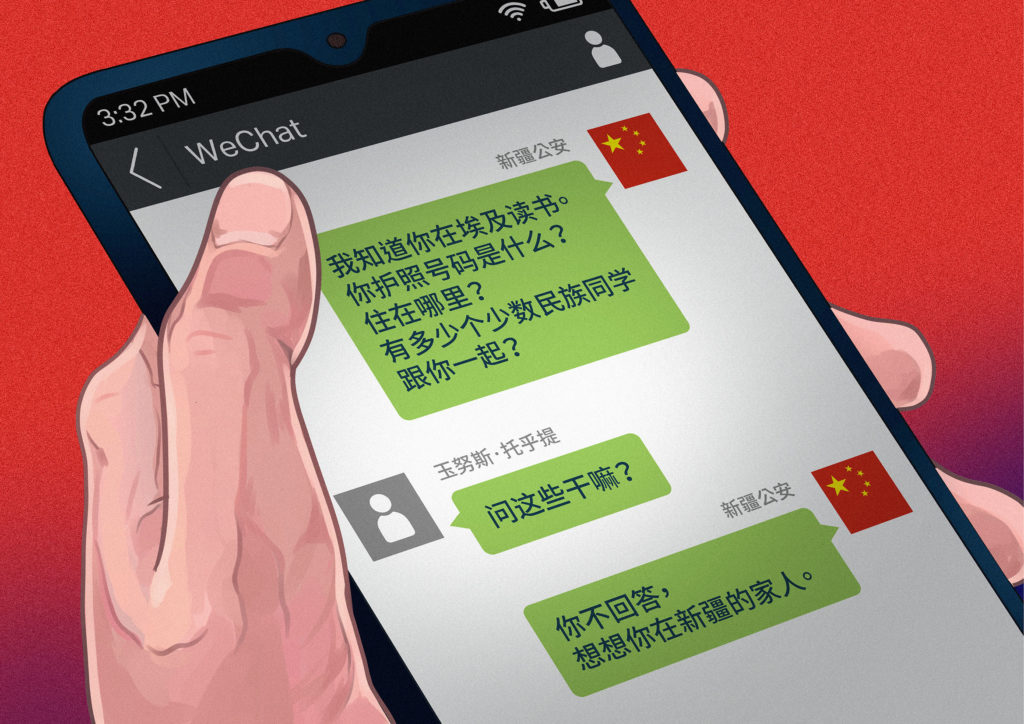 3:32 PM
WeChat
新疆公安
我知道你在埃及读书。
你护照号码是什么？
住在哪里？
有多少个少数民族同学
跟你一起？
玉努斯·托乎提
问这些干嘛？
新疆公安
你不回答，
想想你在新疆的家人。